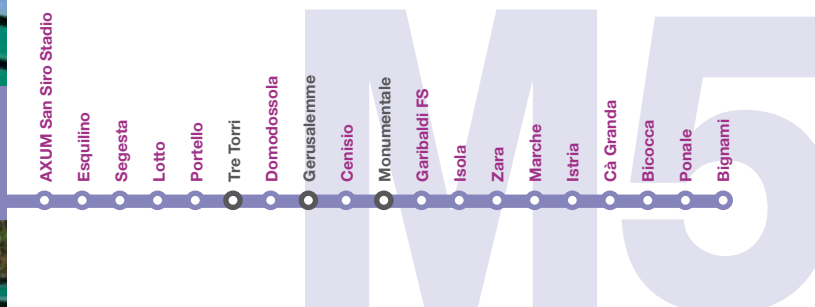 AXUM San Siro Stadio
Esquilino
Segesta
Lotto
Portello
Tre Torri
Domodossola
Gerusalemme
Cenisio
Monumentale
Garibaldi FS
Isola
Zara
Marche
Istria
Cà Granda
Bicocca
Ponale
Bignami
M5